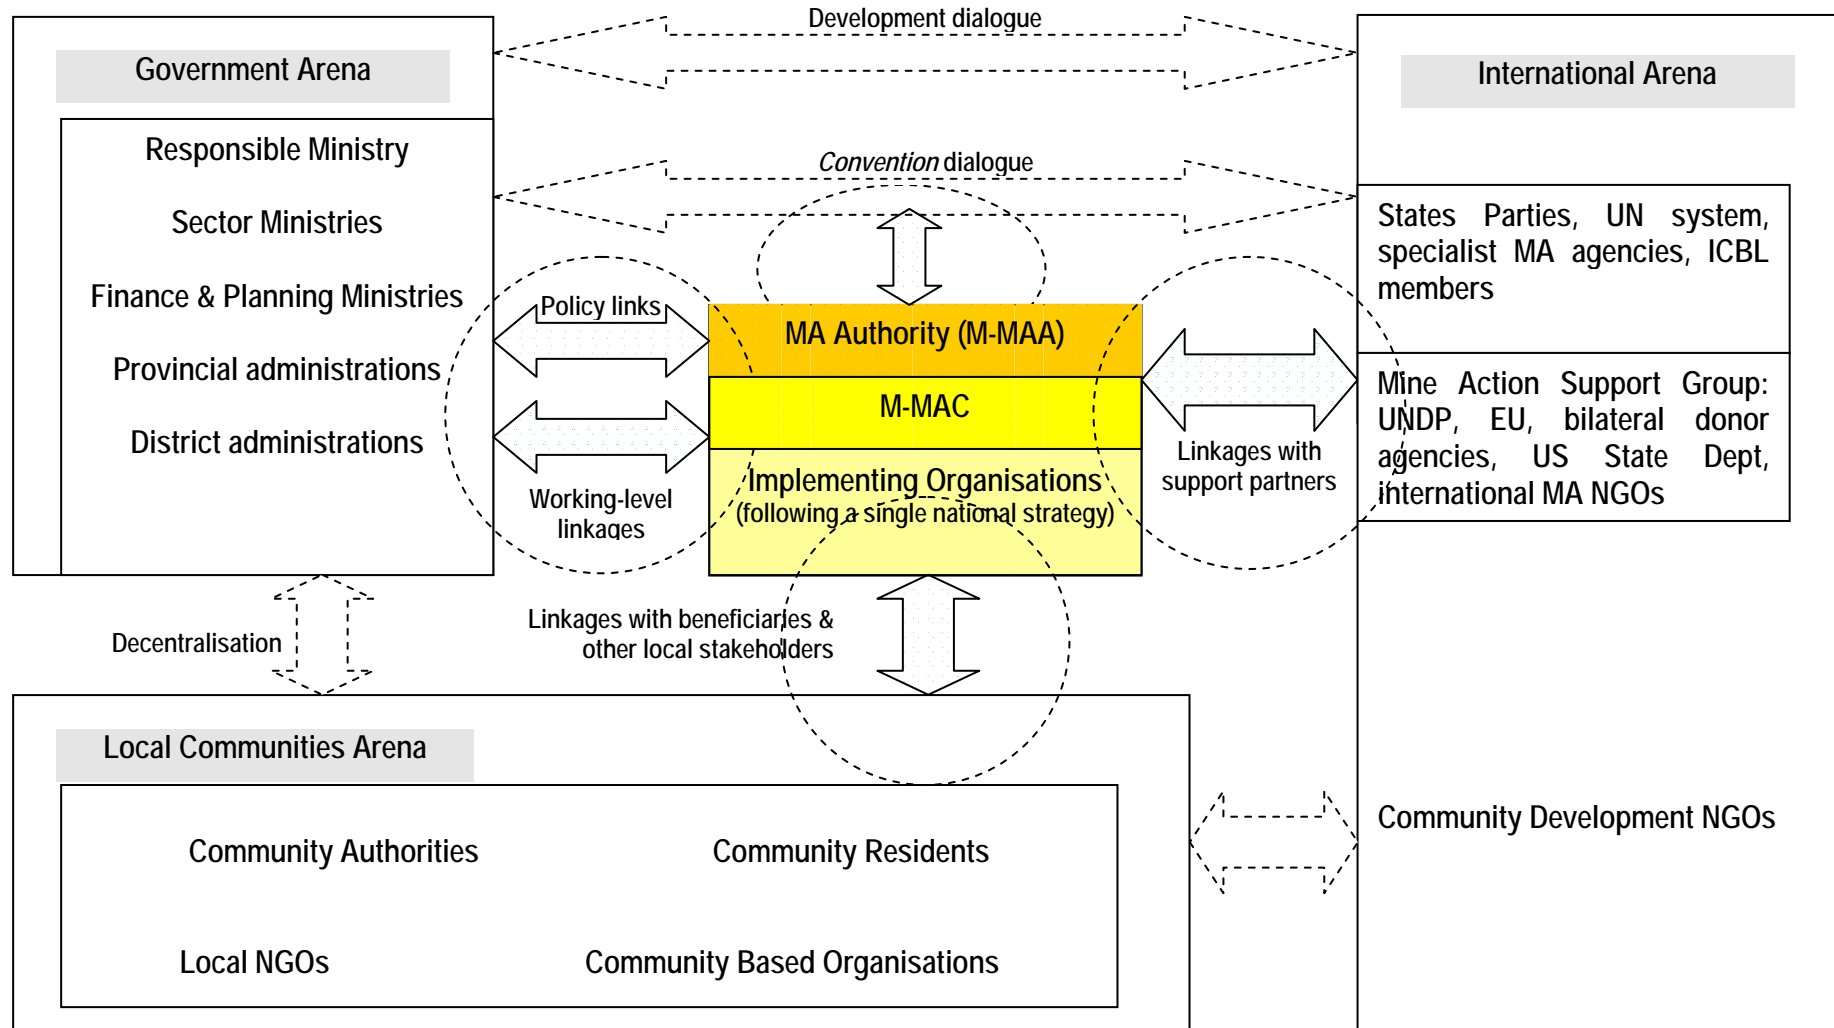 Development dialogue
Government Arena
International Arena
Responsible Ministry
Sector Ministries
Finance & Planning Ministries
Provincial administrations
District administrations
Convention dialogue
States Parties, UN system,
specialist MA agencies, ICBL
members
Policy links
MA Authority (M-MAA)
M-MAC
Implementing Organisations
(following a single national strategy)
Working-level
linkages
Linkages with
support partners
Mine Action Support Group:
UNDP, EU, bilateral donor
agencies, US State Dept,
international MA NGOs
Decentralisation
Linkages with beneficiaries &
other local stakeholders
Local Communities Arena
Community Authorities
Community Residents
Local NGOs
Community Based Organisations
Community Development NGOs